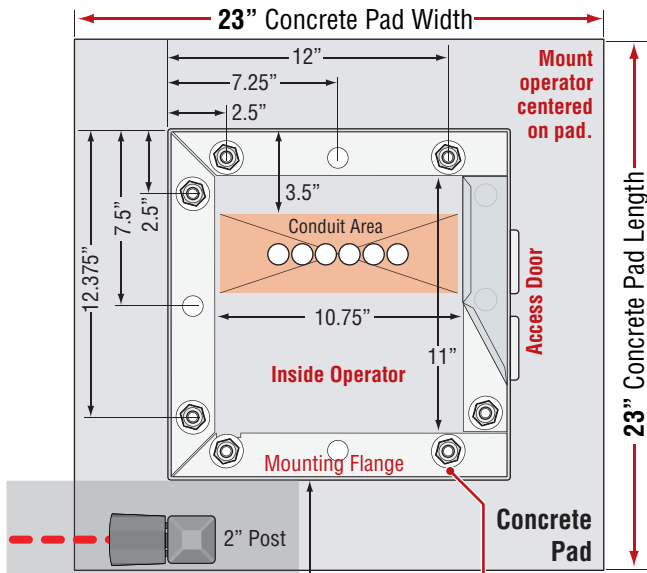 23” Concrete Pad Width
12”
Mount
operator
centered
on pad.
7.25”
2.5”
3.5”
2.5”
7.5”
12.375”
Conduit Area
10.75”
11”
Inside Operator
Access Door
23” Concrete Pad Length
Mounting Flange
Concrete
Pad
2” Post